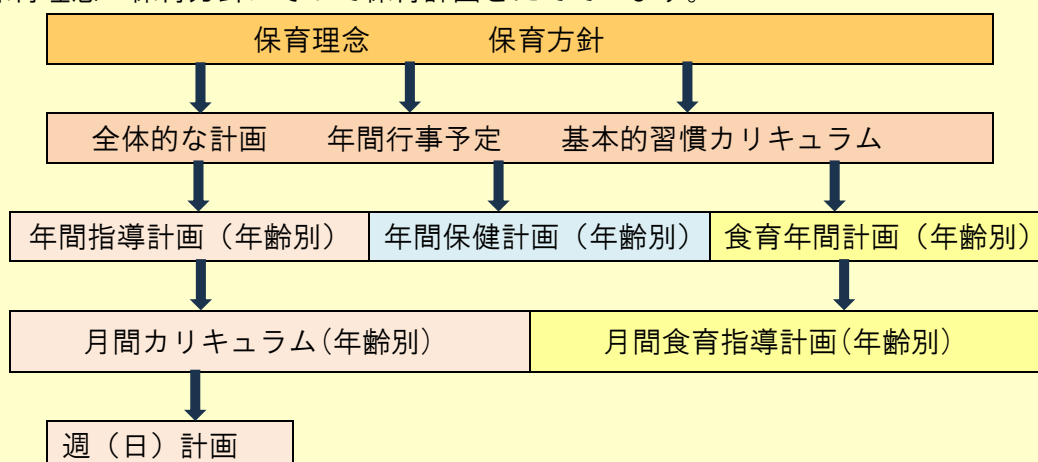 保育理念 保育方針
全体的な計画 年間行事予定 基本的習慣カリキュラム
年間指導計画（年齢別） 年間保健計画（年齢別） 食育年間計画（年齢別）
月間カリキュラム(年齢別) 月間食育指導計画(年齢別)
週（日）計画